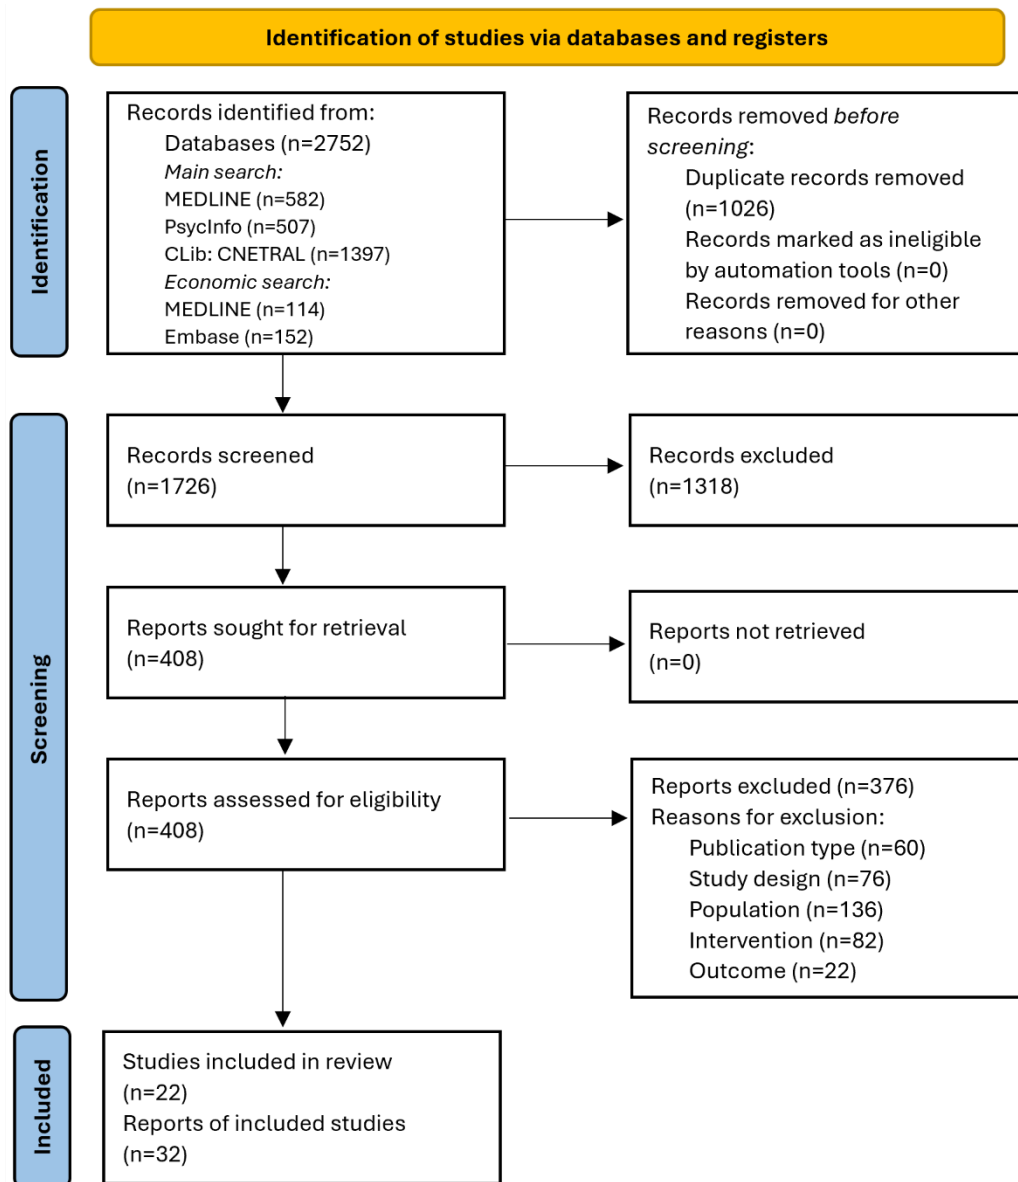 Identification of studies via databases and registers
Identification
Records identified from:
Databases (n=2752)
Main search:
MEDLINE (n=582)
PsycInfo (n=507)
CLib: CNETRAL (n=1397)
Economic search:
MEDLINE (n=114)
Embase (n=152)
Records removed before
screening:
Duplicate records removed
(n=1026)
Records marked as ineligible
by automation tools (n=0)
Records removed for other
reasons (n=0)
Screening
Records screened
(n=1726)
Records excluded
(n=1318)
Reports sought for retrieval
(n=408)
Reports not retrieved
(n=0)
Reports assessed for eligibility
(n=408)
Reports excluded (n=376)
Reasons for exclusion:
Publication type (n=60)
Study design (n=76)
Population (n=136)
Intervention (n=82)
Outcome (n=22)
Included
Studies included in review
(n=22)
Reports of included studies
(n=32)